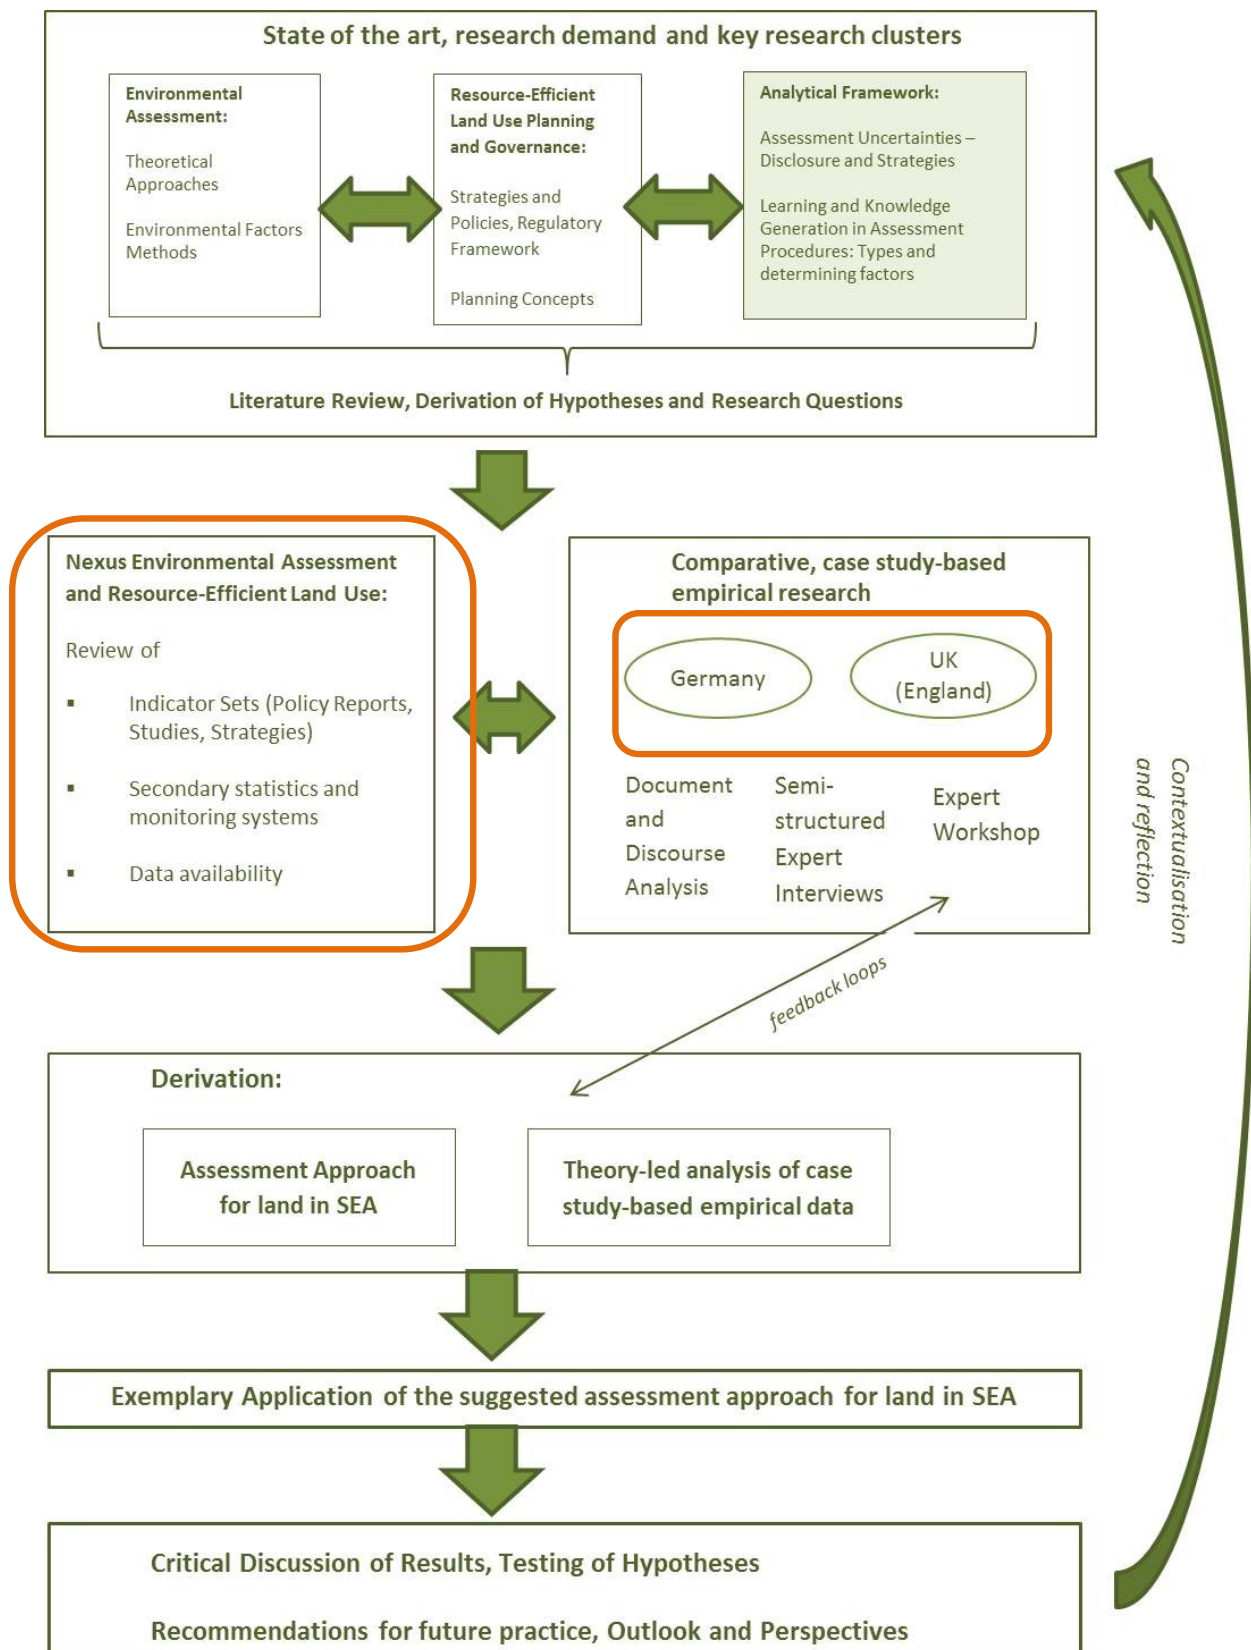 State of the art, research demand and key research clusters
Environmental
Assessment:
Theoretical
Approaches
Environmental Factors
Methods
Resource-Efficient
Land Use Planning
and Governance:
Strategies and
Policies, Regulatory
Framework
Planning Concepts
Analytical Framework:
Assessment Uncertainties –
Disclosure and Strategies
Learning and Knowledge
Generation in Assessment
Procedures: Types and
determining factors
Literature Review, Derivation of Hypotheses and Research Questions
Nexus Environmental Assessment
and Resource-Efficient Land Use:
Review of
▪ Indicator Sets (Policy Reports,
Studies, Strategies)
▪ Secondary statistics and
monitoring systems
▪ Data availability
Comparative, case study-based
empirical research
Germany
UK
(England)
Document
and
Discourse
Analysis
Semi-
structured
Expert
Interviews
Expert
Workshop
Contextualisation
and reflection
feedback loops
Derivation:
Assessment Approach
for land in SEA
Theory-led analysis of case
study-based empirical data
Exemplary Application of the suggested assessment approach for land in SEA
Critical Discussion of Results, Testing of Hypotheses
Recommendations for future practice, Outlook and Perspectives